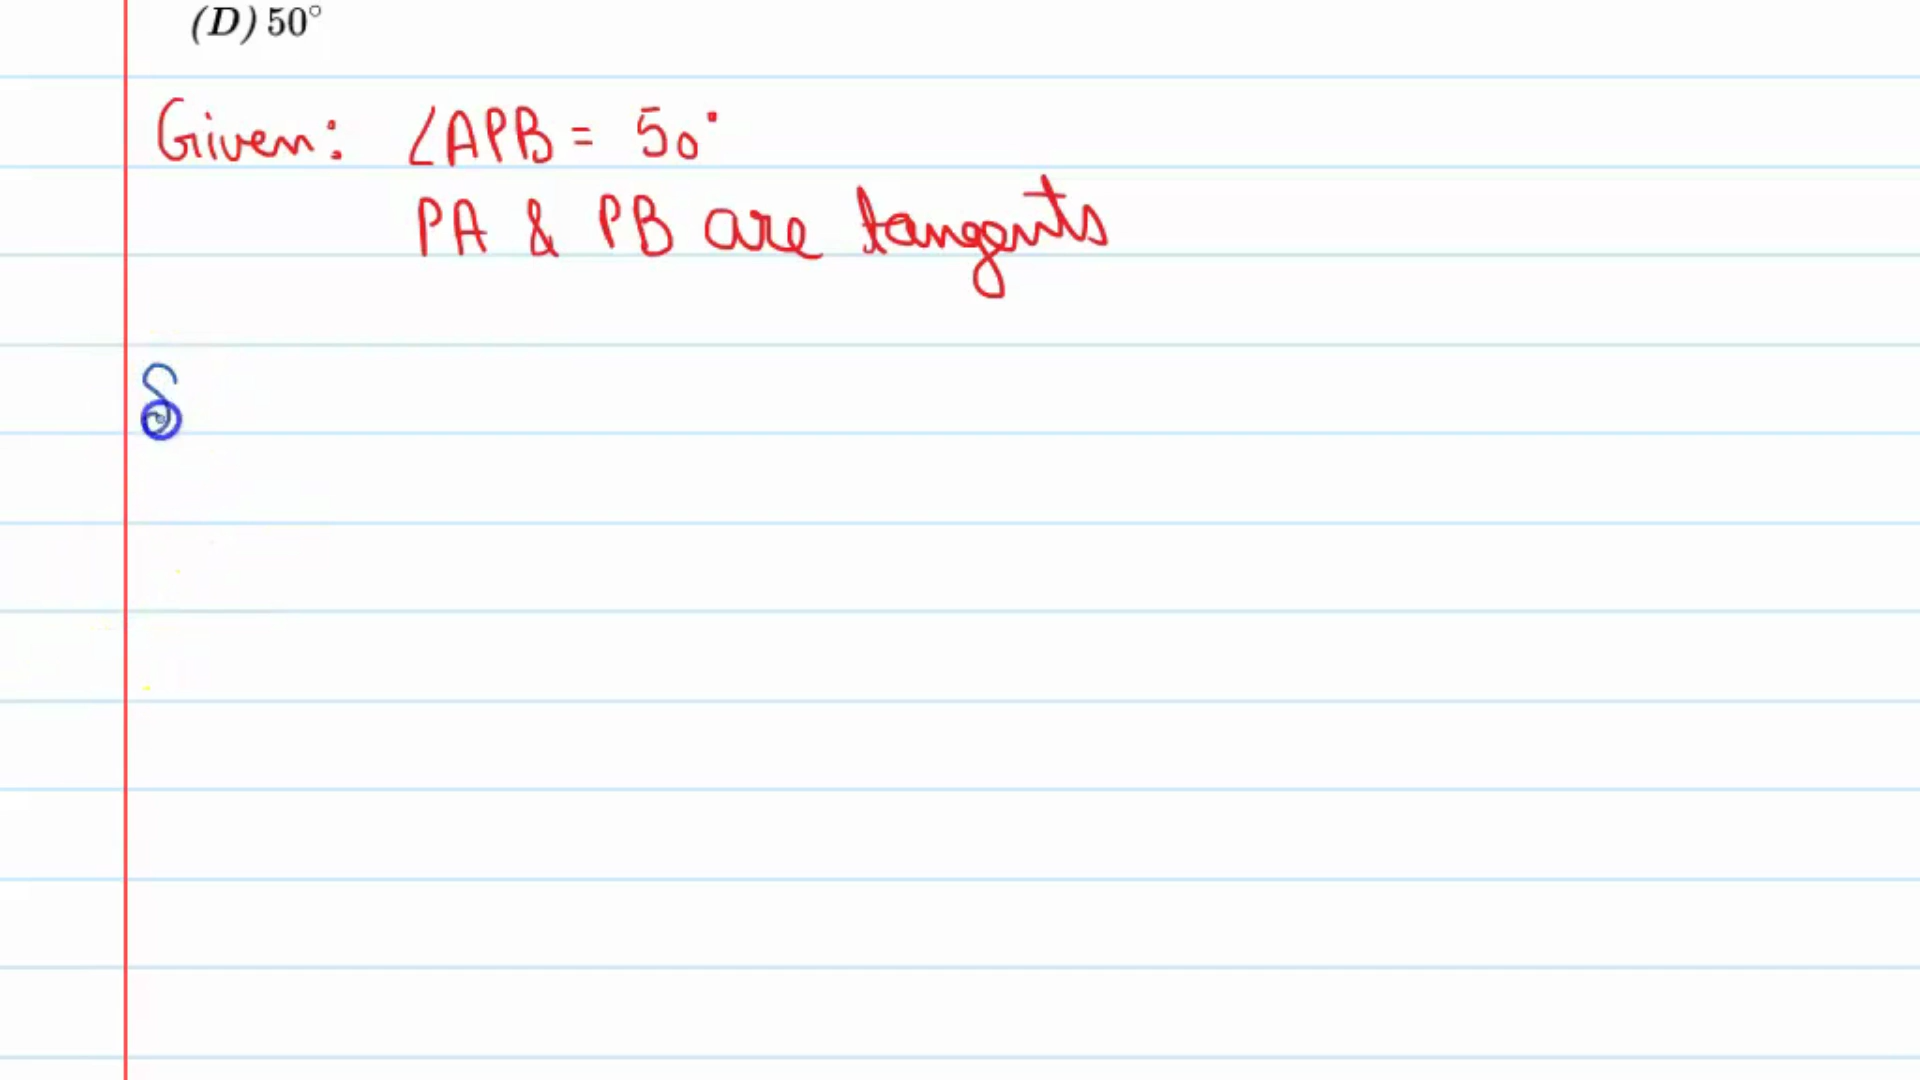 (D) 50°
Given: ∠APB = 50°
PA & PB are tangents
S